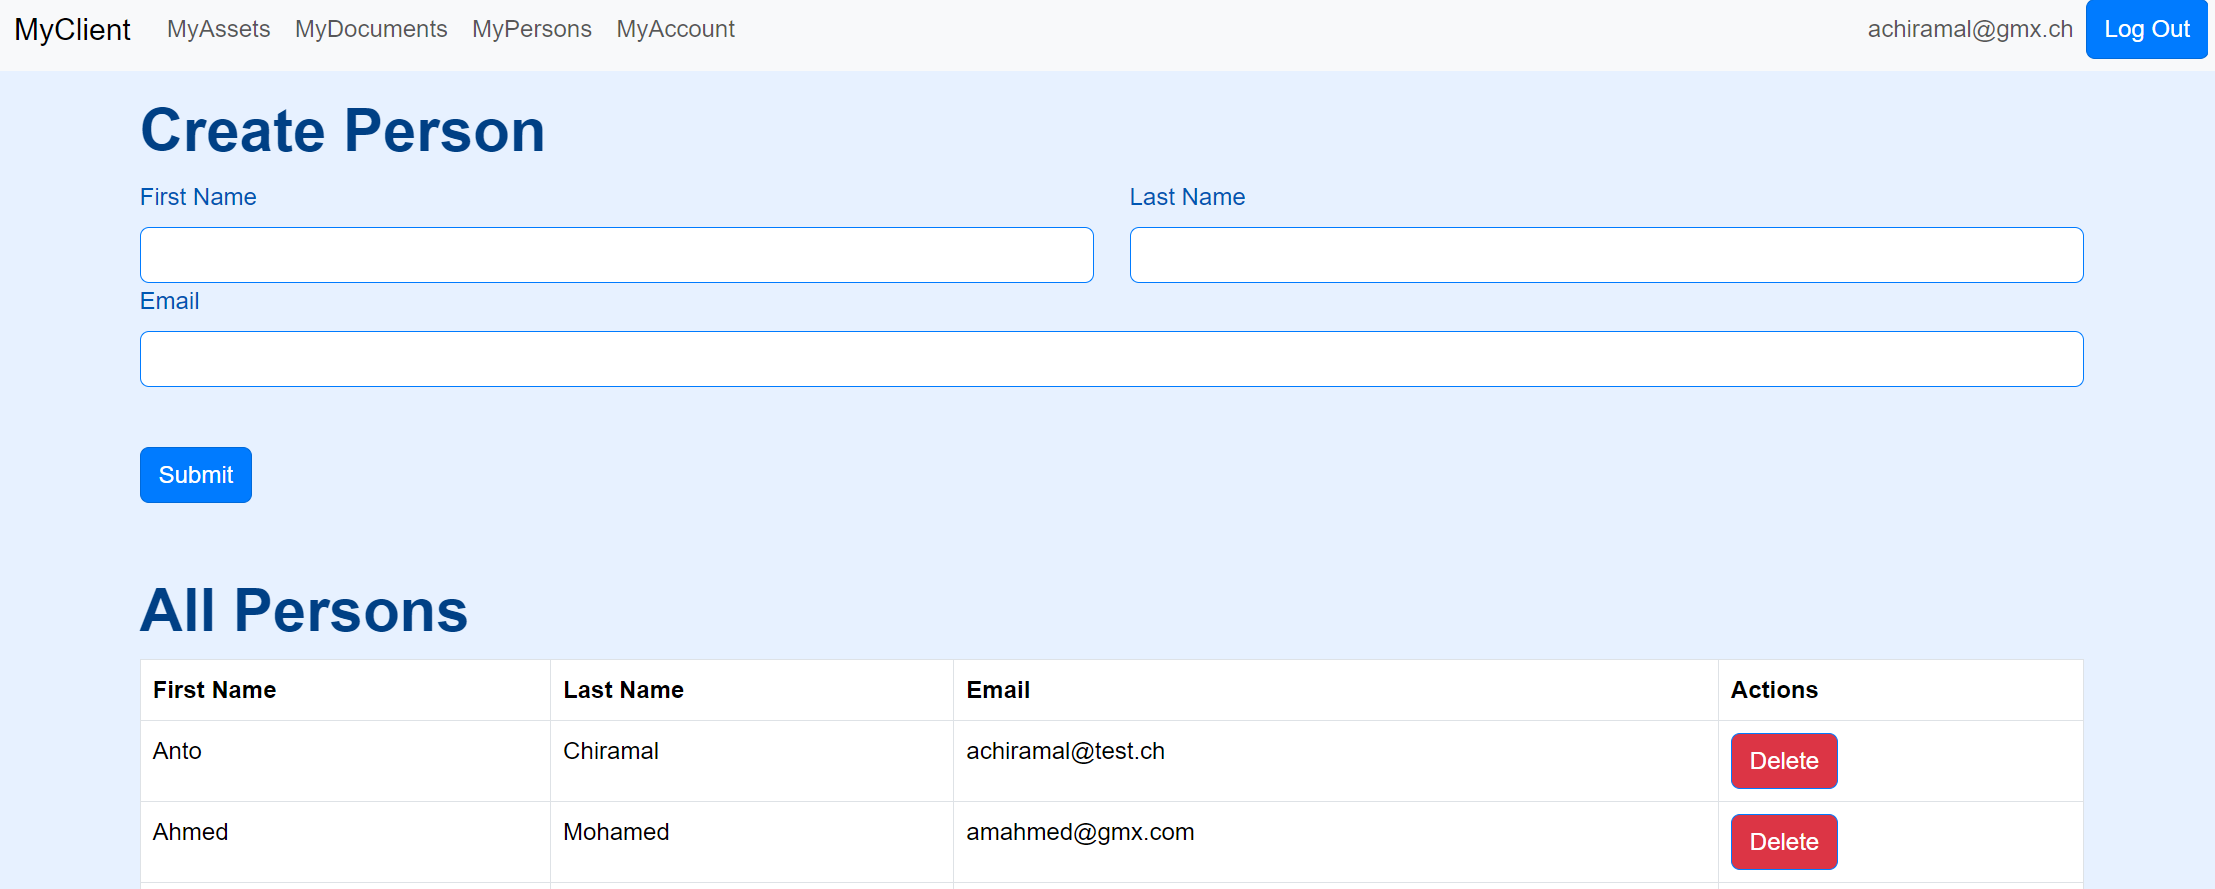 MyClient MyAssets MyDocuments MyPersons MyAccount achiramal@gmx.ch Log Out
Create Person
First Name Last Name
Email
Submit
All Persons
First Name Last Name Email Actions
Anto Chiramal achiramal@test.ch Delete
Ahmed Mohamed amahmed@gmx.com Delete